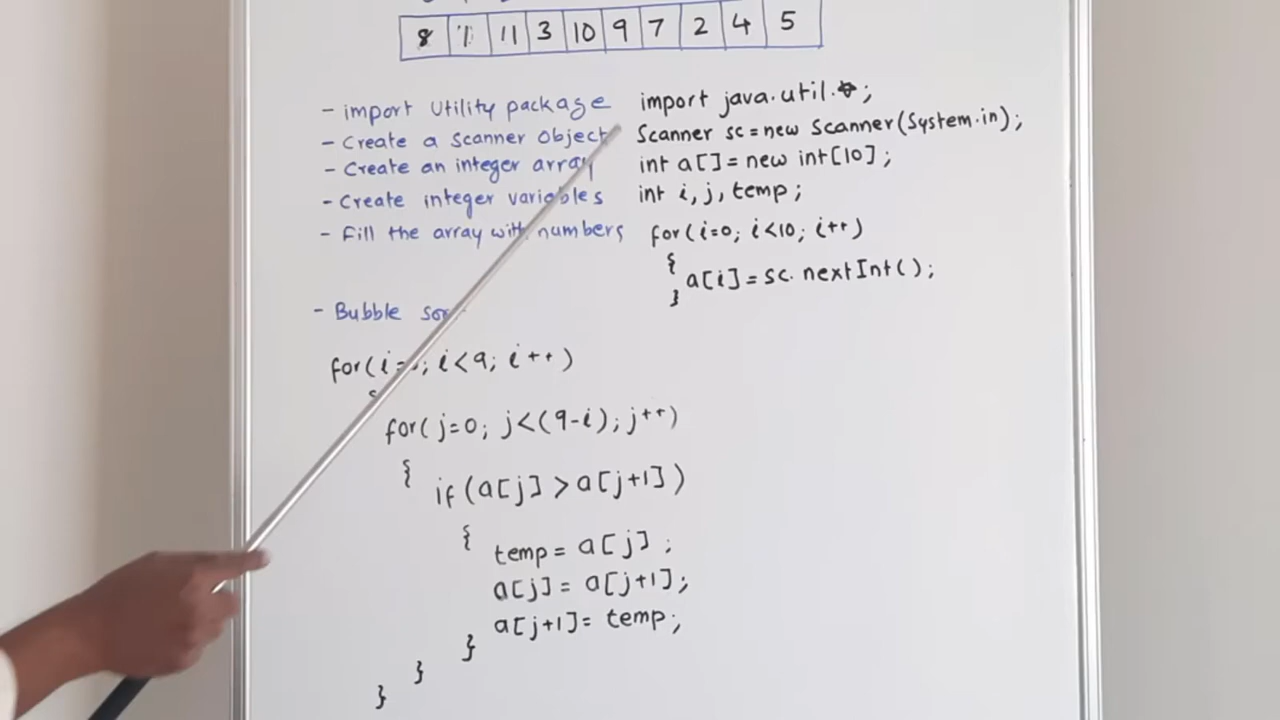 8 1 11 3 10 9 7 2 4 5
- import Utility package import java.util.*;
- Create a Scanner Object Scanner sc = new Scanner(System.in);
- Create an integer array int a[] = new int[10];
- Create integer variables int i, j, temp;
- Fill the array with numbers for(i=0; i<10; i++)
{
a[i] = sc.nextInt();
}
- Bubble
for(i= ; i<9; i++)
for(j=0; j<(9-i); j++)
{
if(a[j] > a[j+1])
{
temp = a[j];
a[j] = a[j+1];
a[j+1] = temp;
}
}
}